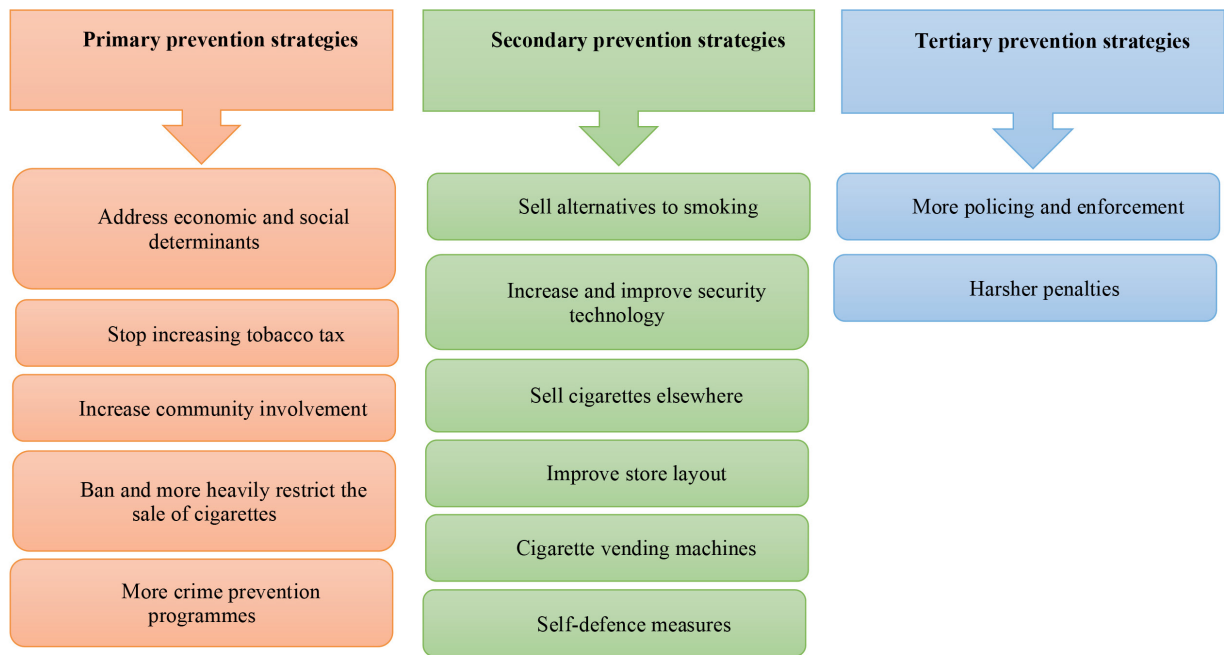 Primary prevention strategies
Address economic and social
determinants
Stop increasing tobacco tax
Increase community involvement
Ban and more heavily restrict the
sale of cigarettes
More crime prevention
programmes
Secondary prevention strategies
Sell alternatives to smoking
Increase and improve security
technology
Sell cigarettes elsewhere
Improve store layout
Cigarette vending machines
Self-defence measures
Tertiary prevention strategies
More policing and enforcement
Harsher penalties